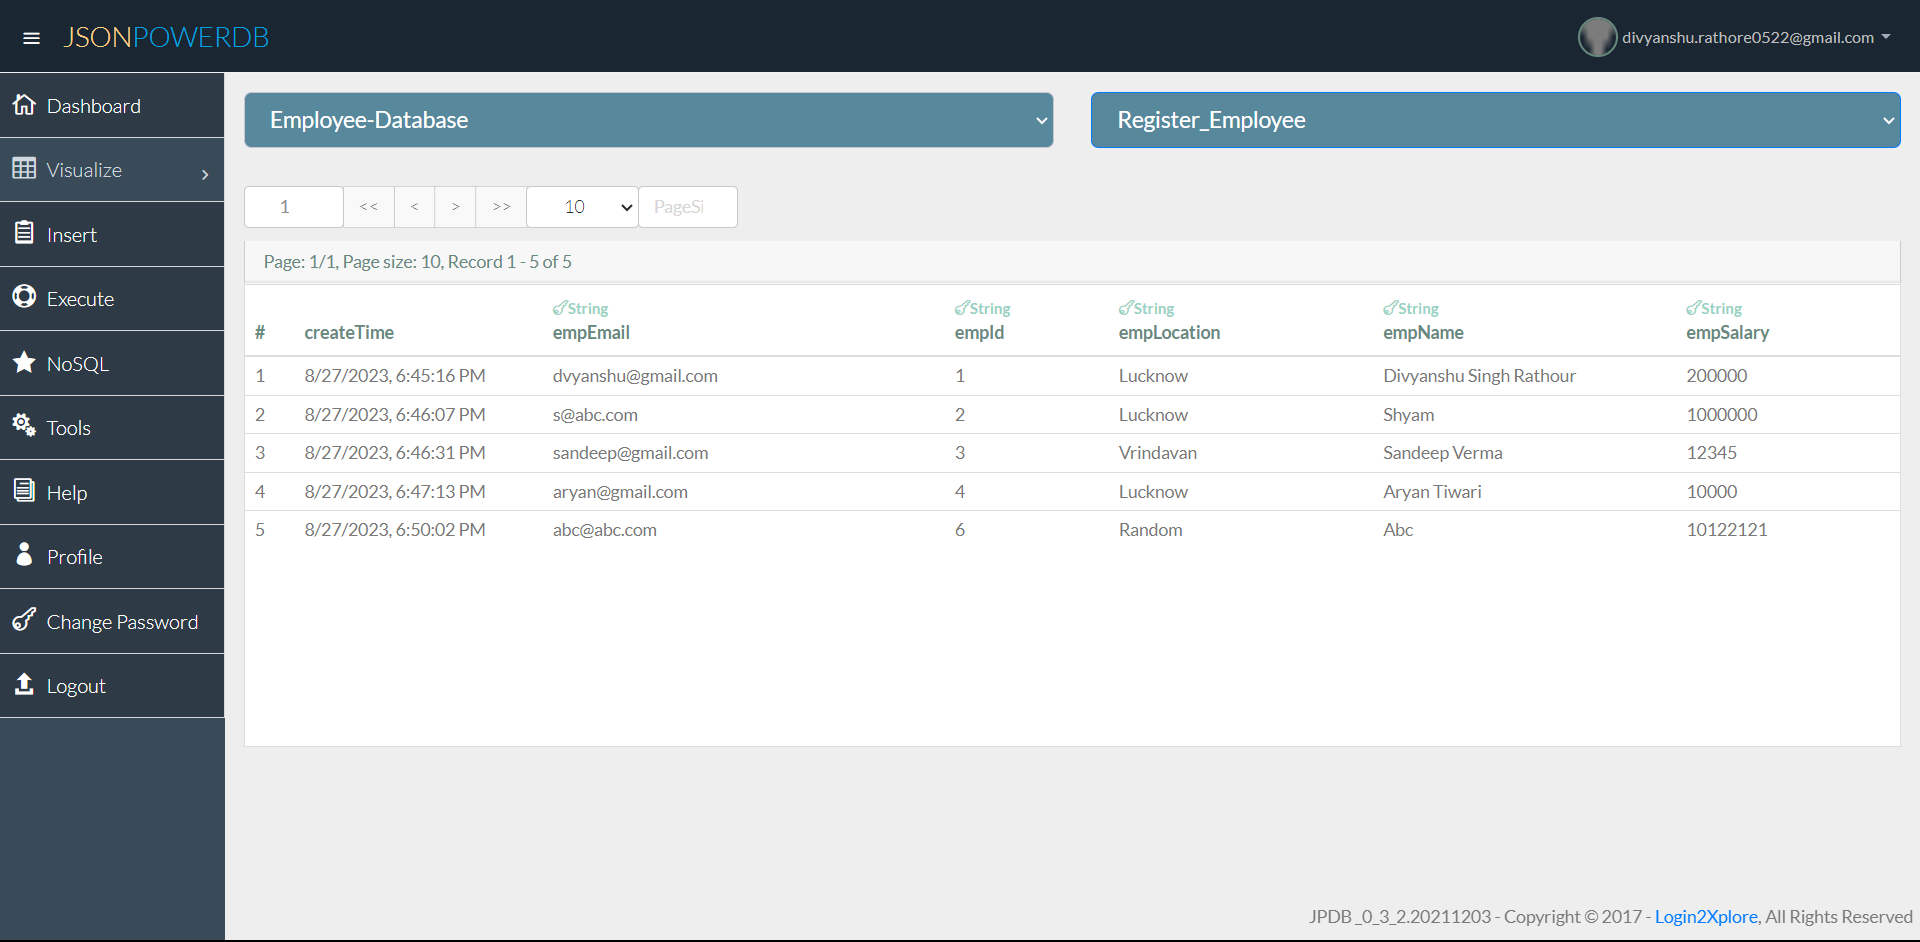 JSONPOWERDB
divyanshu.rathore0522@gmail.com
Dashboard
Visualize
Insert
Execute
NoSQL
Tools
Help
Profile
Change Password
Logout
Employee-Database
Register_Employee
1 << < > >> 10 PageSi
Page: 1/1, Page size: 10, Record 1 - 5 of 5
String String String String String
# createTime empEmail empId empLocation empName empSalary
1 8/27/2023, 6:45:16 PM dvyanshu@gmail.com 1 Lucknow Divyanshu Singh Rathour 200000
2 8/27/2023, 6:46:07 PM s@abc.com 2 Lucknow Shyam 1000000
3 8/27/2023, 6:46:31 PM sandeep@gmail.com 3 Vrindavan Sandeep Verma 12345
4 8/27/2023, 6:47:13 PM aryan@gmail.com 4 Lucknow Aryan Tiwari 10000
5 8/27/2023, 6:50:02 PM abc@abc.com 6 Random Abc 10122121
JPDB_0_3_2.20211203 - Copyright © 2017 - Login2Xplore, All Rights Reserved